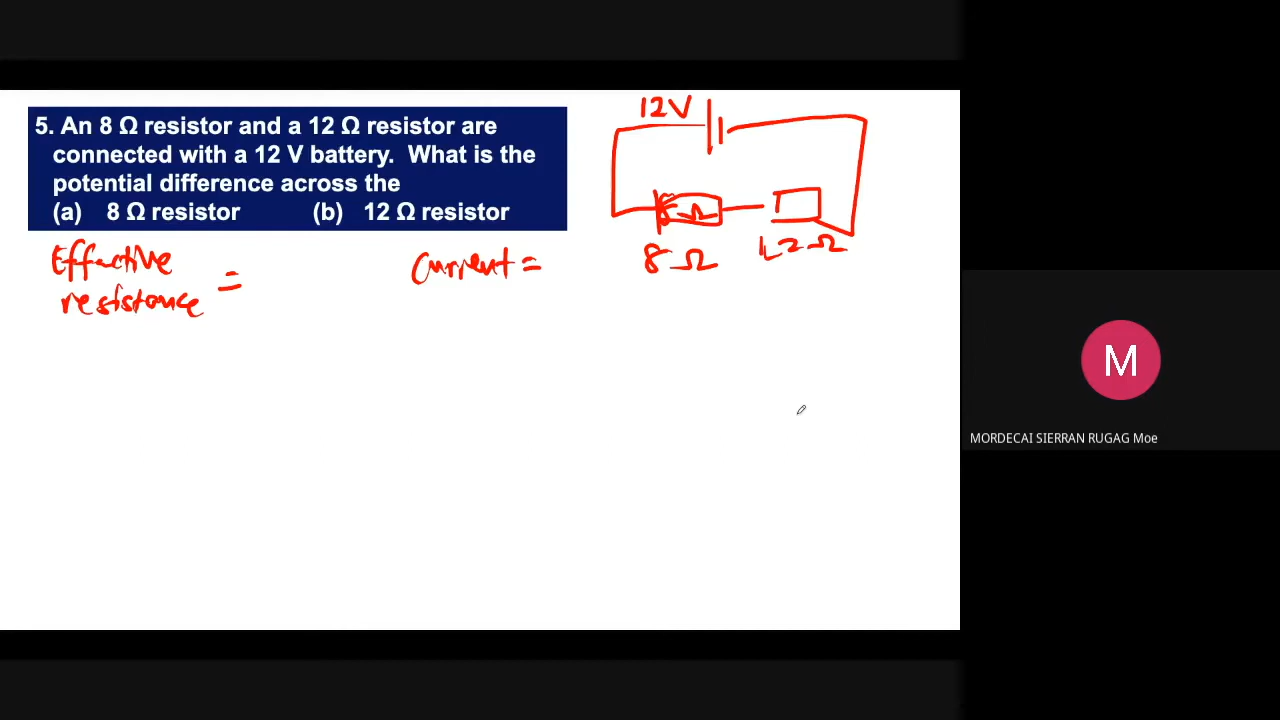 5. An 8 Ω resistor and a 12 Ω resistor are
connected with a 12 V battery. What is the
potential difference across the
(a) 8 Ω resistor (b) 12 Ω resistor
12V
8 Ω
12 Ω
Effective
resistance =
Current =
M
MORDECAI SIERRAN RUGAG Moe